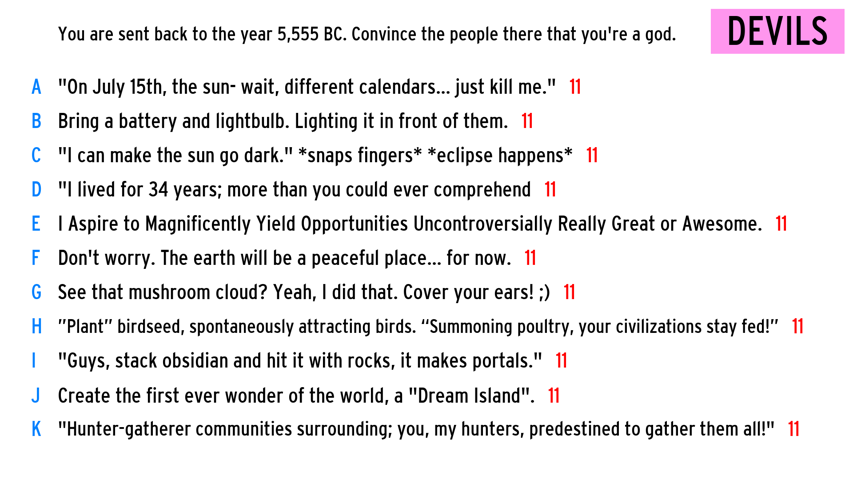 You are sent back to the year 5,555 BC. Convince the people there that you're a god.
DEVILS
A "On July 15th, the sun- wait, different calendars... just kill me." 11
B Bring a battery and lightbulb. Lighting it in front of them. 11
C "I can make the sun go dark." *snaps fingers* *eclipse happens* 11
D "I lived for 34 years; more than you could ever comprehend 11
E I Aspire to Magnificently Yield Opportunities Uncontroversially Really Great or Awesome. 11
F Don't worry. The earth will be a peaceful place... for now. 11
G See that mushroom cloud? Yeah, I did that. Cover your ears! ;) 11
H ”Plant” birdseed, spontaneously attracting birds. “Summoning poultry, your civilizations stay fed!” 11
I "Guys, stack obsidian and hit it with rocks, it makes portals." 11
J Create the first ever wonder of the world, a "Dream Island". 11
K "Hunter-gatherer communities surrounding; you, my hunters, predestined to gather them all!" 11